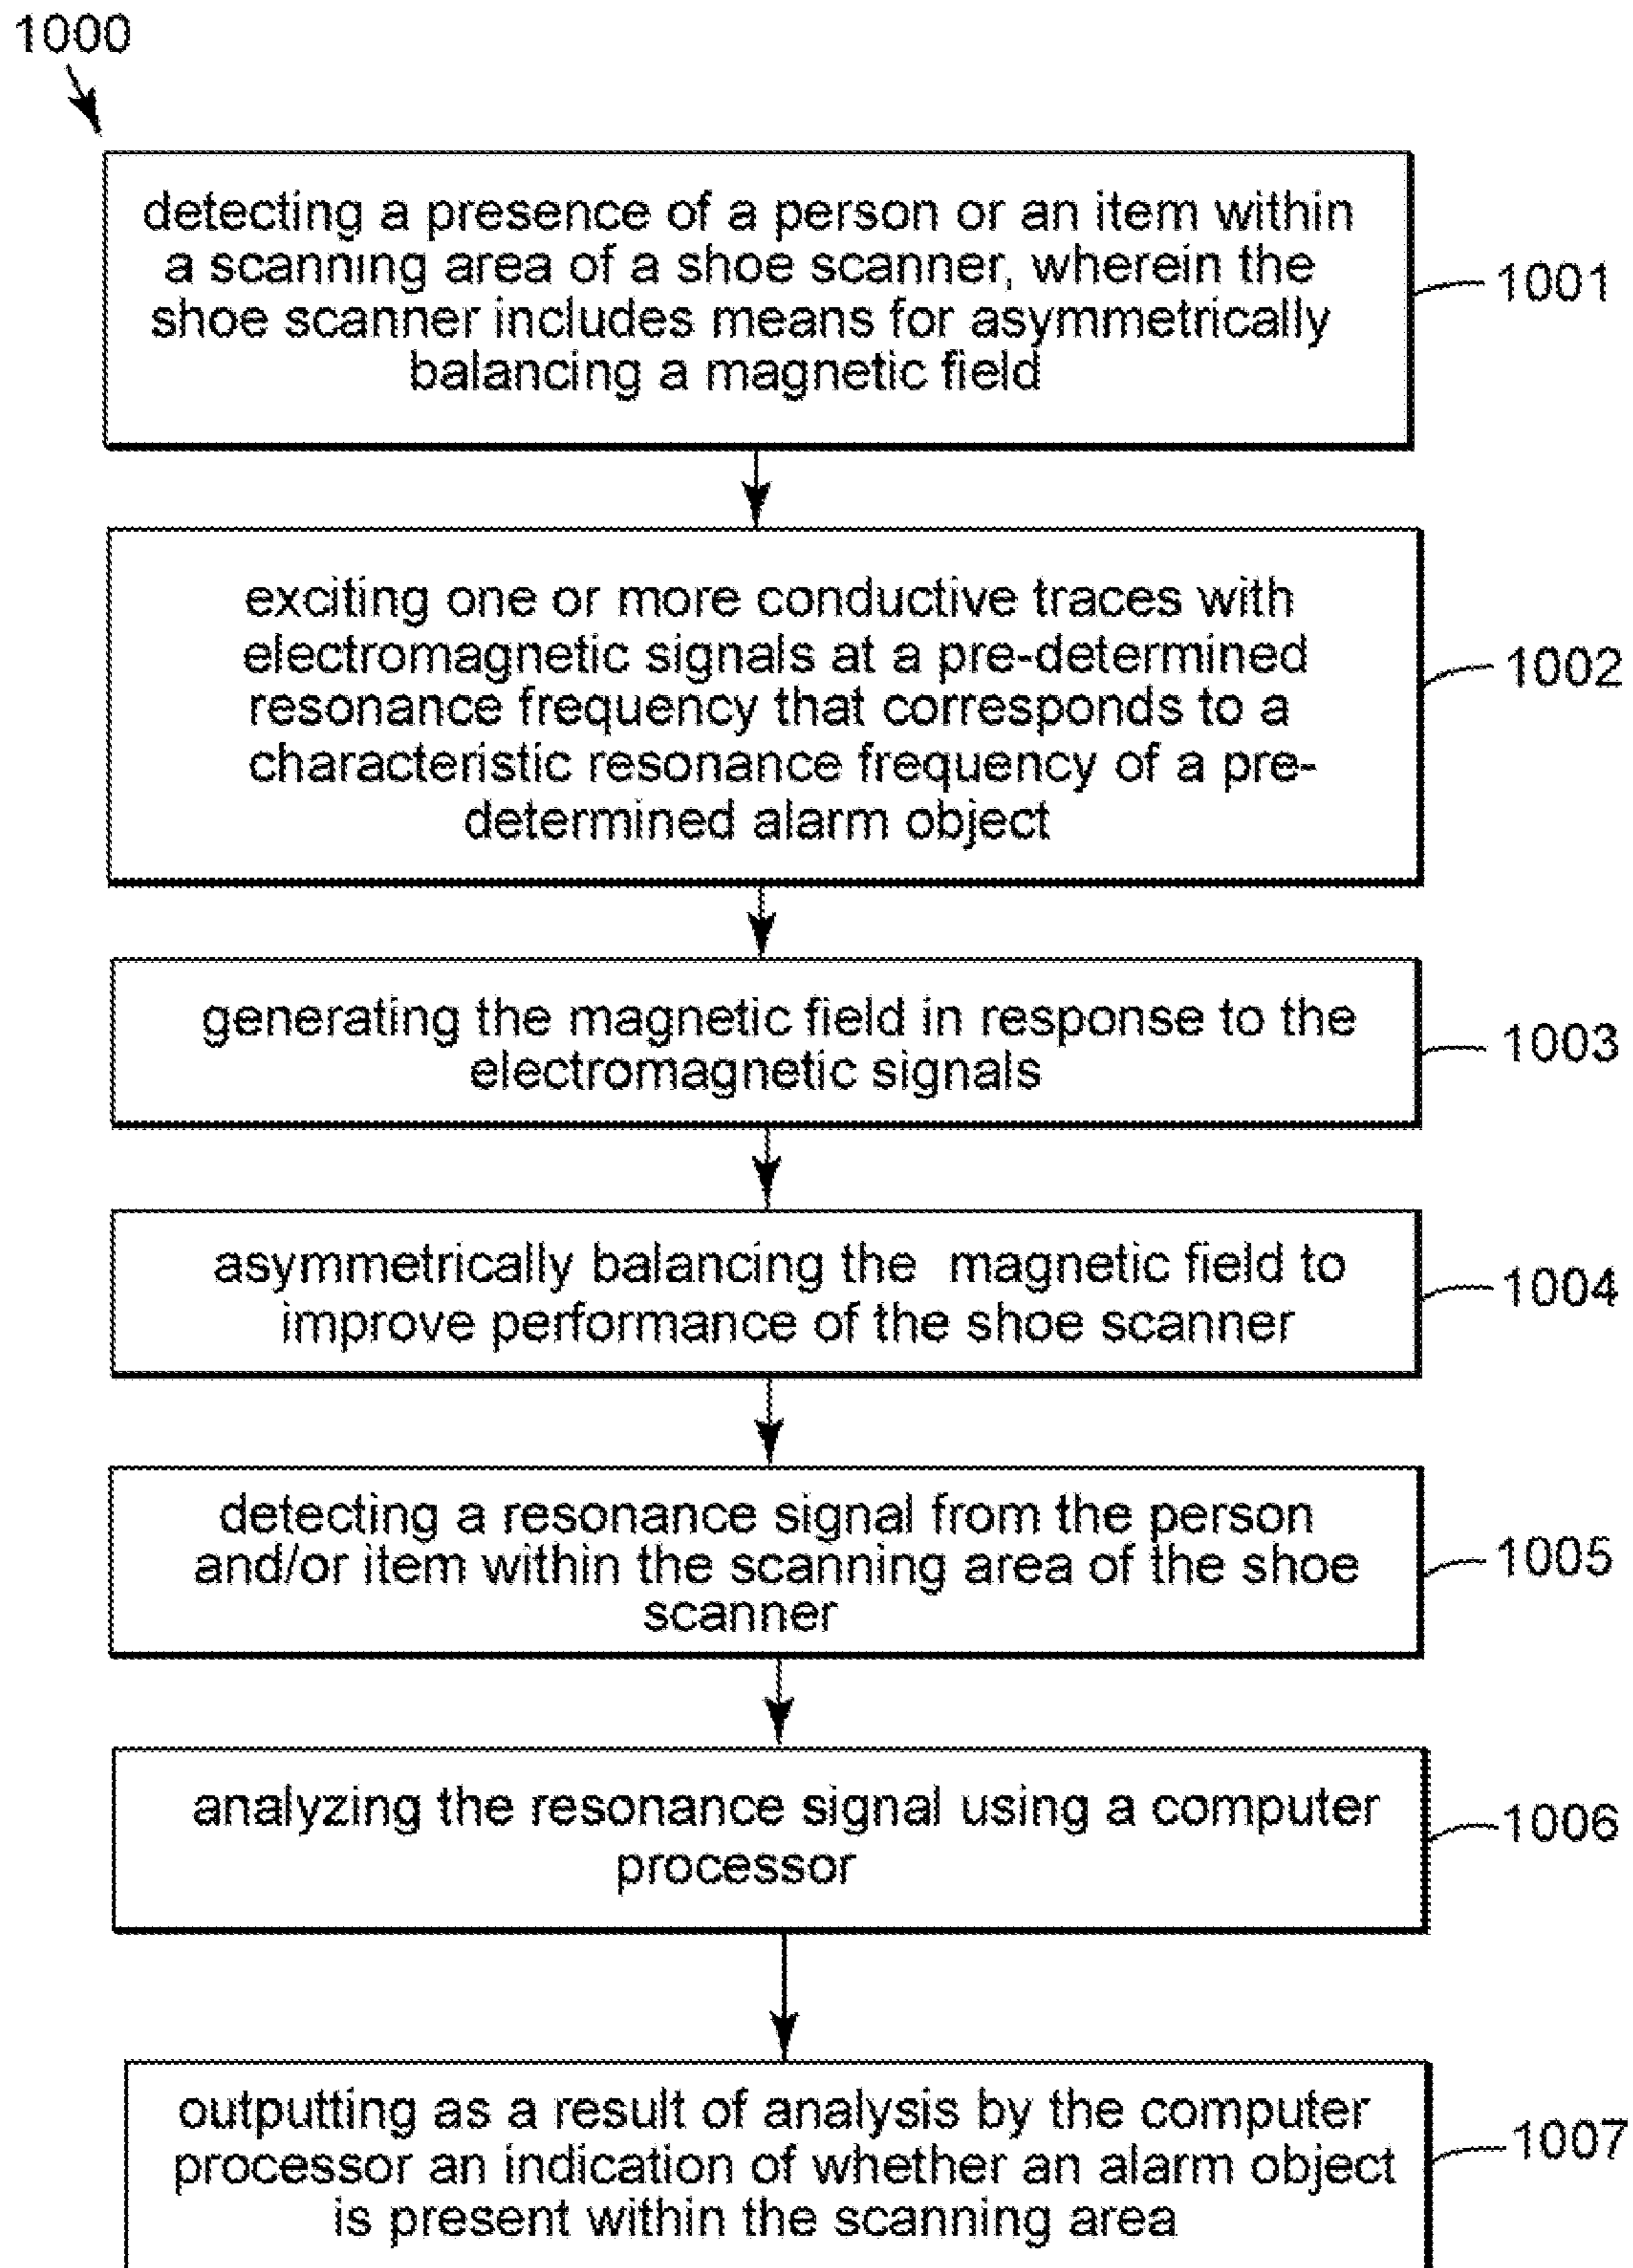 1000
detecting a presence of a person or an item within
a scanning area of a shoe scanner, wherein the
shoe scanner includes means for asymmetrically
balancing a magnetic field
1001
exciting one or more conductive traces with
electromagnetic signals at a pre-determined
resonance frequency that corresponds to a
characteristic resonance frequency of a pre-
determined alarm object
1002
generating the magnetic field in response to the
electromagnetic signals
1003
asymmetrically balancing the magnetic field to
improve performance of the shoe scanner
1004
detecting a resonance signal from the person
and/or item within the scanning area of the shoe
scanner
1005
analyzing the resonance signal using a computer
processor
1006
outputting as a result of analysis by the computer
processor an indication of whether an alarm object
is present within the scanning area
1007